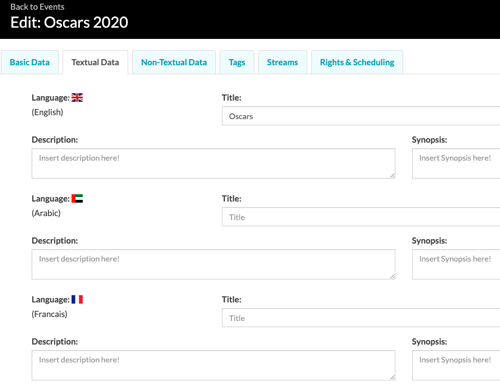 Back to Events
Edit: Oscars 2020
Basic Data Textual Data Non-Textual Data Tags Streams Rights & Scheduling
Language: Title:
(English) Oscars
Description: Synopsis:
Insert description here! Insert Synopsis here!
Language: Title:
(Arabic) Title
Description: Synopsis:
Insert description here! Insert Synopsis here!
Language: Title:
(Francais) Title
Description: Synopsis:
Insert description here! Insert Synopsis here!